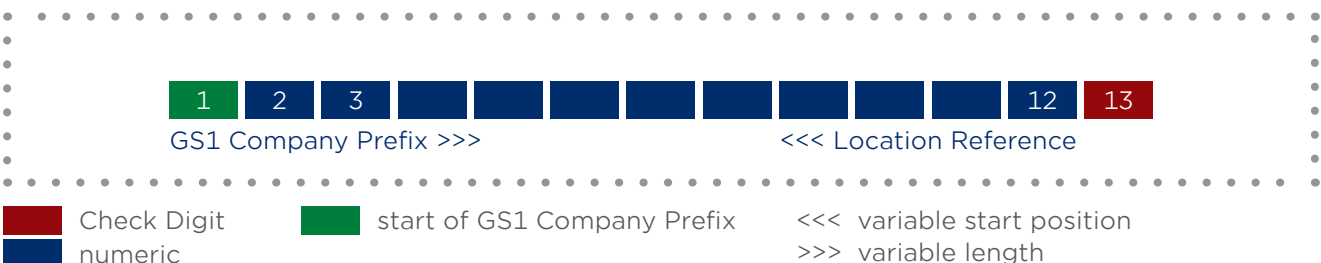 1 2 3 12 13
GS1 Company Prefix >>> <<< Location Reference
Check Digit start of GS1 Company Prefix <<< variable start position
numeric >>> variable length